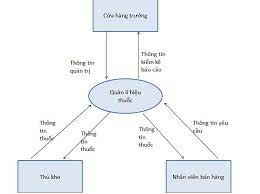 Cửa hàng trưởng
Thông tin
quản trị
Thông tin
kiểm kê
báo cáo
Quản lí hiệu
thuốc
Thông
tin
thuốc
Thông
tin
thuốc
Thông
tin
thuốc
Thông tin yêu
cầu
Thủ kho
Nhân viên bán hàng